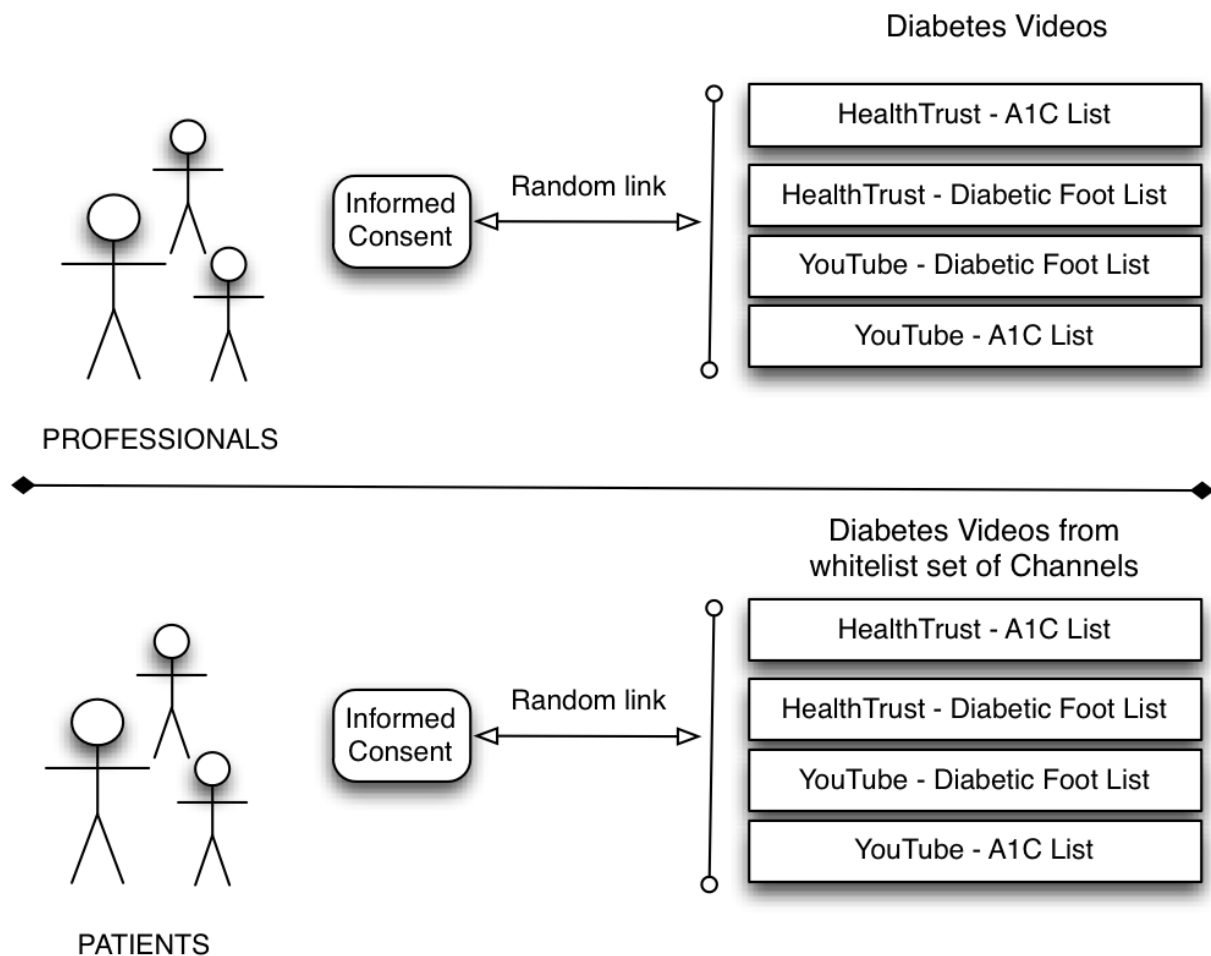 Diabetes Videos
HealthTrust - A1C List
HealthTrust - Diabetic Foot List
YouTube - Diabetic Foot List
YouTube - A1C List
Informed
Consent
Random link
PROFESSIONALS
Diabetes Videos from
whitelist set of Channels
HealthTrust - A1C List
HealthTrust - Diabetic Foot List
YouTube - Diabetic Foot List
YouTube - A1C List
Informed
Consent
Random link
PATIENTS